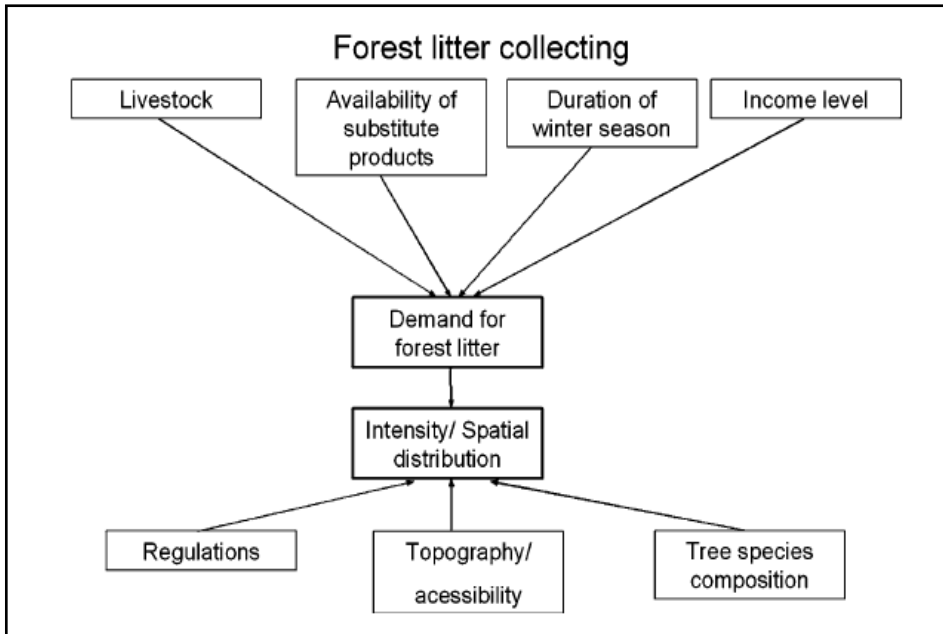 Forest litter collecting
Livestock
Availability of
substitute
products
Duration of
winter season
Income level
Demand for
forest litter
Intensity/ Spatial
distribution
Regulations
Topography/
acessibility
Tree species
composition